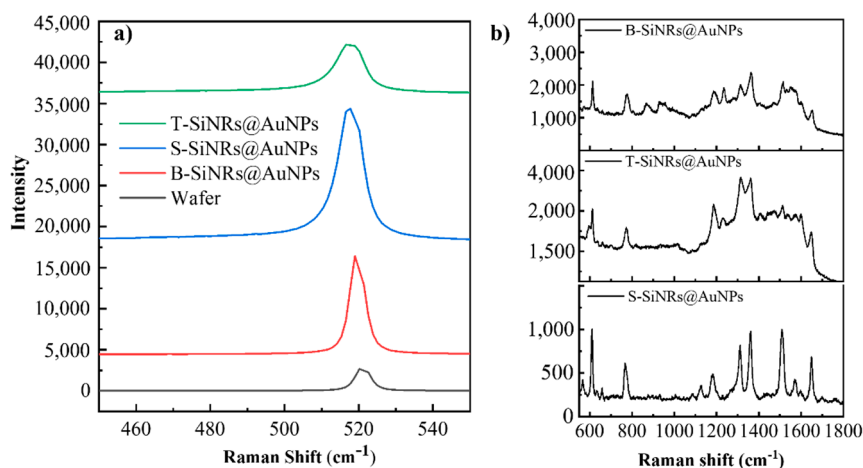 a)
45,000
40,000
35,000
30,000
25,000
20,000
15,000
10,000
5,000
0
Intensity
T-SiNRs@AuNPs
S-SiNRs@AuNPs
B-SiNRs@AuNPs
Wafer
460 480 500 520 540
Raman Shift (cm⁻¹)
b)
4,000
3,000
2,000
1,000
B-SiNRs@AuNPs
4,000
2,000
1,500
T-SiNRs@AuNPs
1,000
500
0
S-SiNRs@AuNPs
600 800 1000 1200 1400 1600 1800
Raman shift (cm⁻¹)